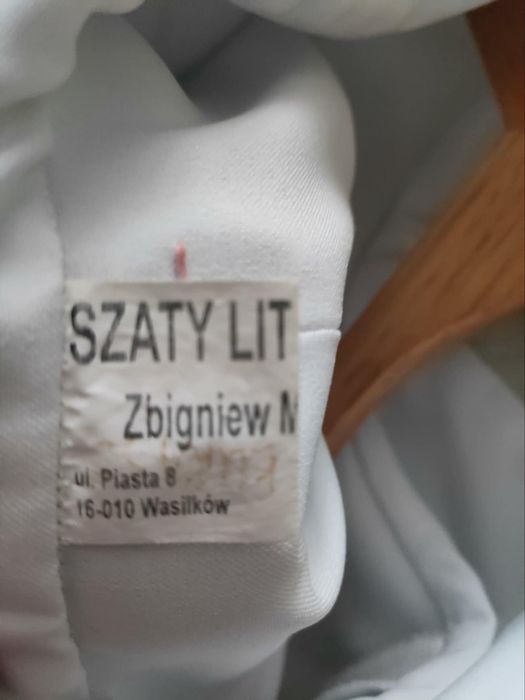 SZATY LIT
Zbigniew M
ul. Piasta 8
16-010 Wasilków